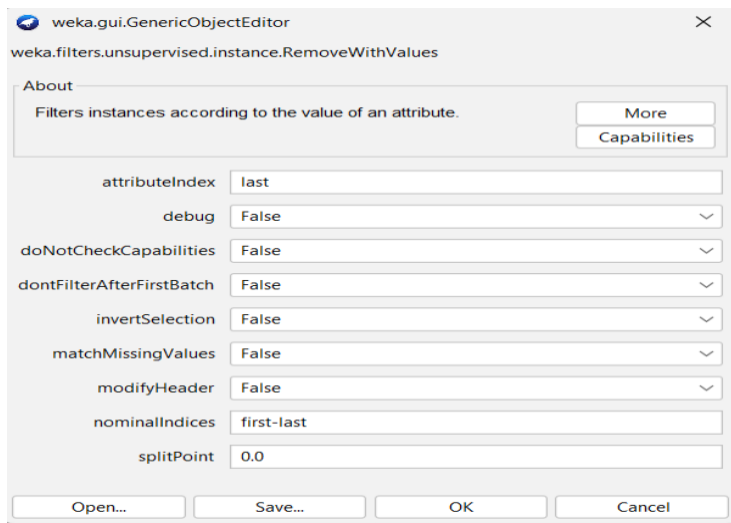 weka.gui.GenericObjectEditor
weka.filters.unsupervised.instance.RemoveWithValues
About
Filters instances according to the value of an attribute.
More
Capabilities
attributeIndex last
debug False
doNotCheckCapabilities False
dontFilterAfterFirstBatch False
invertSelection False
matchMissingValues False
modifyHeader False
nominalIndices first-last
splitPoint 0.0
Open... Save... OK Cancel